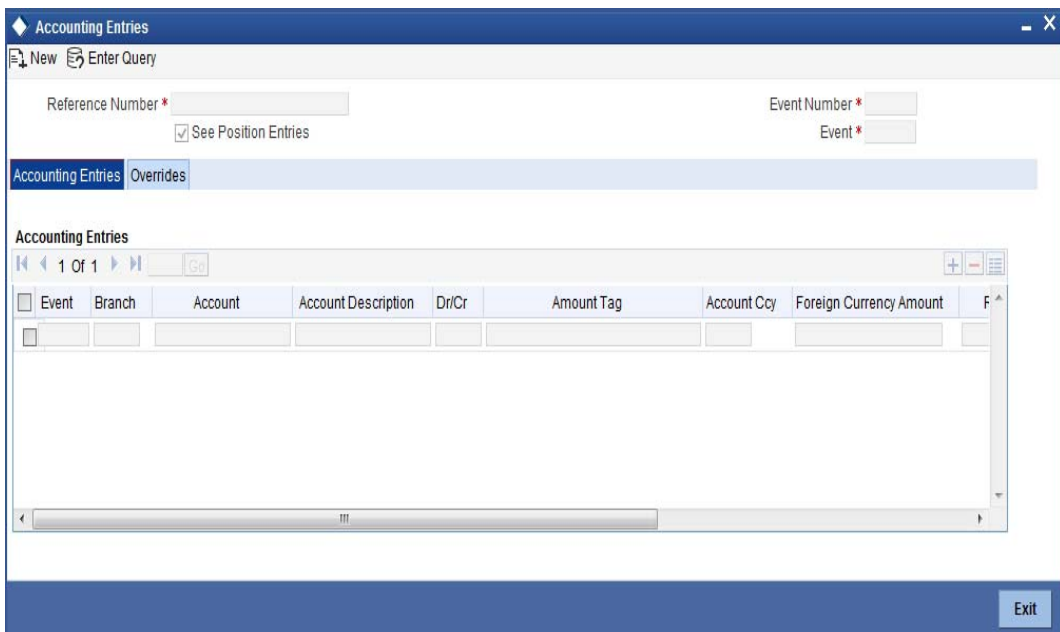 Accounting Entries
New Enter Query
Reference Number * Event Number *
See Position Entries Event *
Accounting Entries Overrides
Accounting Entries
1 Of 1 Go
Event Branch Account Account Description Dr/Cr Amount Tag Account Ccy Foreign Currency Amount
Exit